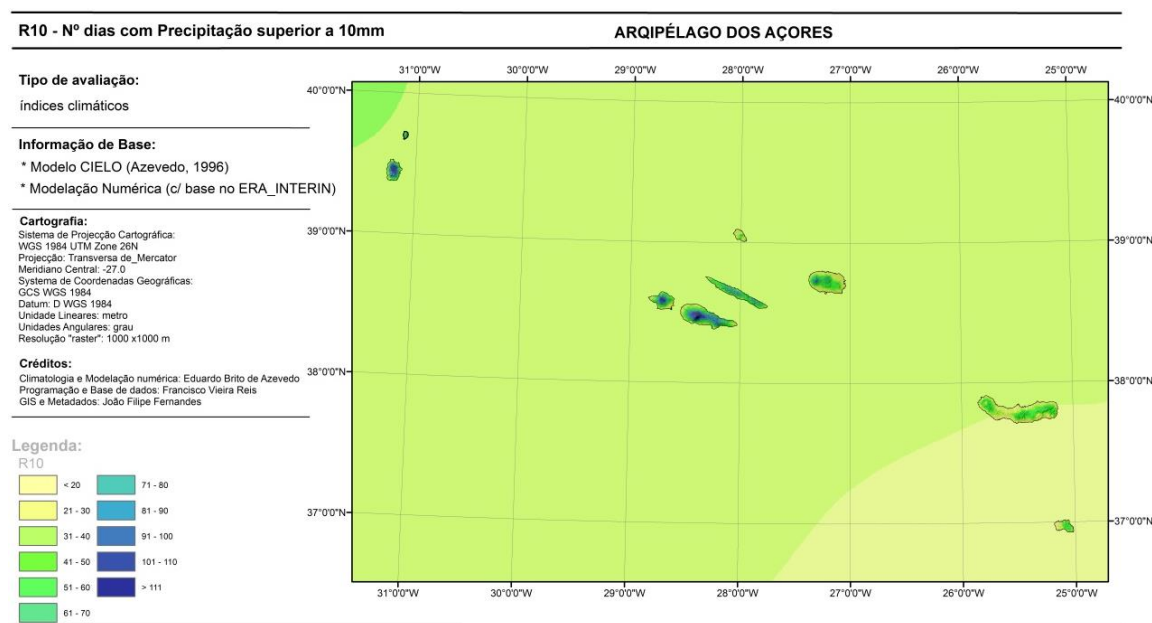 R10 - Nº dias com Precipitação superior a 10mm
ARQIPÉLAGO DOS AÇORES
Tipo de avaliação:
índices climáticos
Informação de Base:
* Modelo CIELO (Azevedo, 1996)
* Modelação Numérica (c/ base no ERA_INTERIN)
Cartografia:
Sistema de Projecção Cartográfica:
WGS 1984 UTM Zone 26N
Projecção: Transversa de_Mercator
Meridiano Central: -27.0
Systema de Coordenadas Geográficas:
GCS WGS 1984
Datum: D WGS 1984
Unidade Lineares: metro
Unidades Angulares: grau
Resolução "raster": 1000 x1000 m
Créditos:
Climatologia e Modelação numérica: Eduardo Brito de Azevedo
Programação e Base de dados: Francisco Vieira Reis
GIS e Metadados: João Filipe Fernandes
Legenda:
R10
< 20
21 - 30
31 - 40
41 - 50
51 - 60
61 - 70
71 - 80
81 - 90
91 - 100
101 - 110
> 111
31°0'0"W 30°0'0"W 29°0'0"W 28°0'0"W 27°0'0"W 26°0'0"W 25°0'0"W
40°0'0"N 40°0'0"N
39°0'0"N 39°0'0"N
38°0'0"N 38°0'0"N
37°0'0"N 37°0'0"N
31°0'0"W 30°0'0"W 29°0'0"W 28°0'0"W 27°0'0"W 26°0'0"W 25°0'0"W